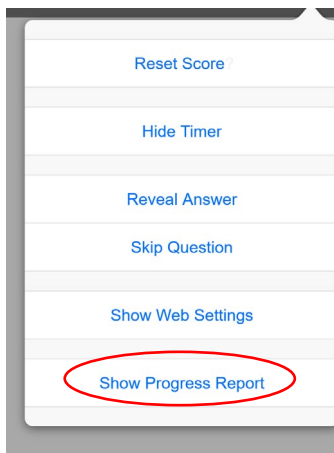 Reset Score?
Hide Timer
Reveal Answer
Skip Question
Show Web Settings
Show Progress Report